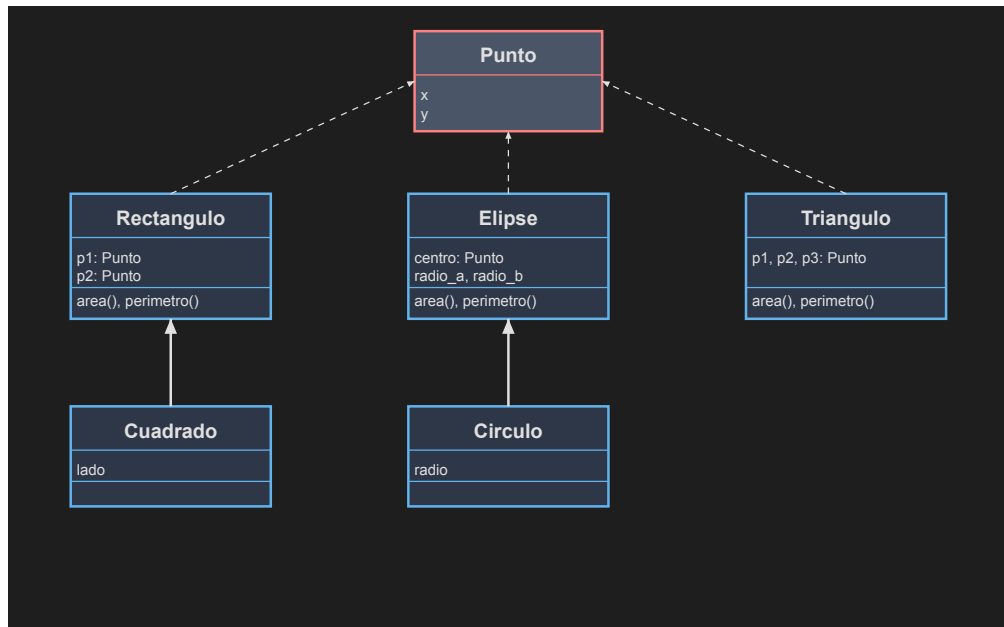 Punto
x
y
Rectangulo
p1: Punto
p2: Punto
area(), perimetro()
Elipse
centro: Punto
radio_a, radio_b
area(), perimetro()
Triangulo
p1, p2, p3: Punto
area(), perimetro()
Cuadrado
lado
Circulo
radio